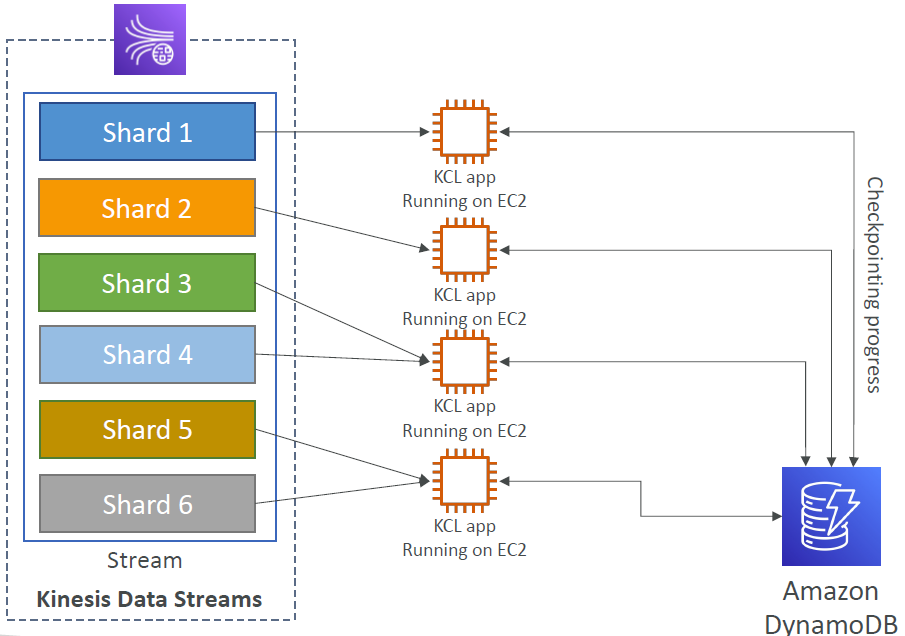 Shard 1
Shard 2
Shard 3
Shard 4
Shard 5
Shard 6
Stream
Kinesis Data Streams
KCL app
Running on EC2
KCL app
Running on EC2
KCL app
Running on EC2
KCL app
Running on EC2
Checkpointing progress
Amazon
DynamoDB